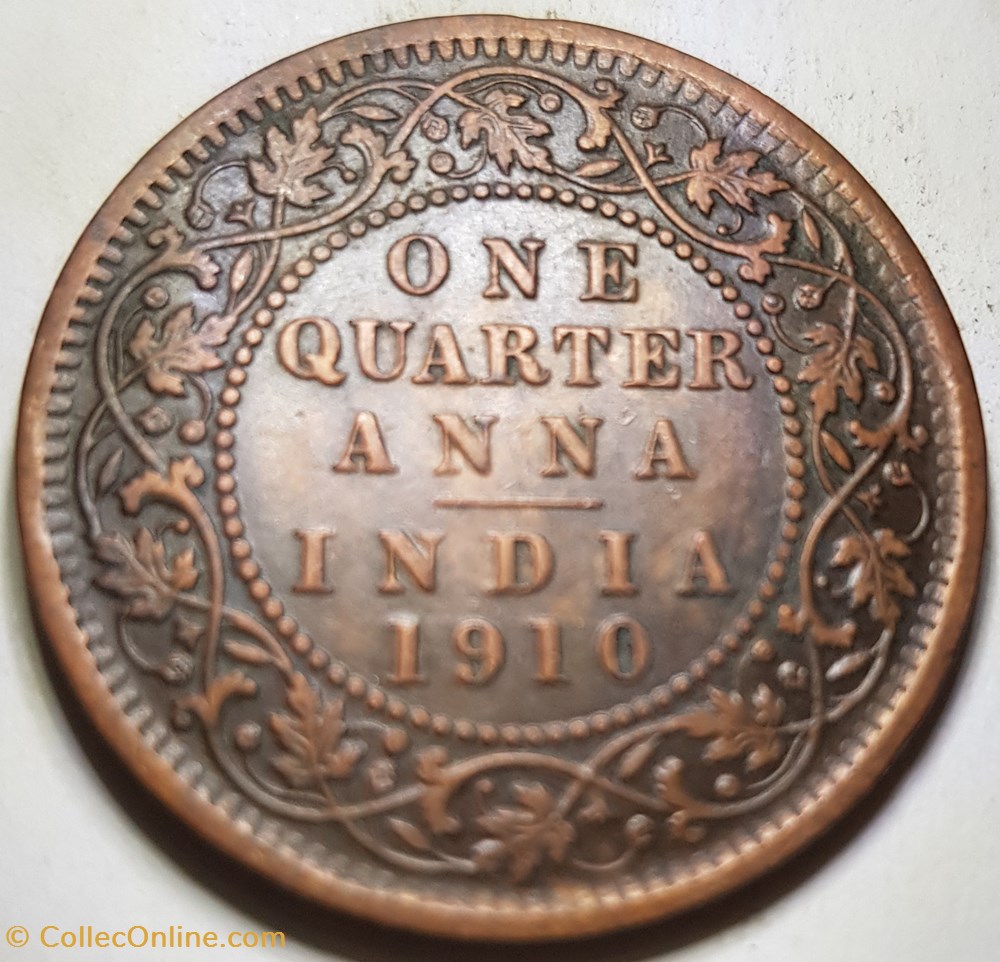 ONE
QUARTER
ANNA
INDIA
1910
© CollecOnline.com